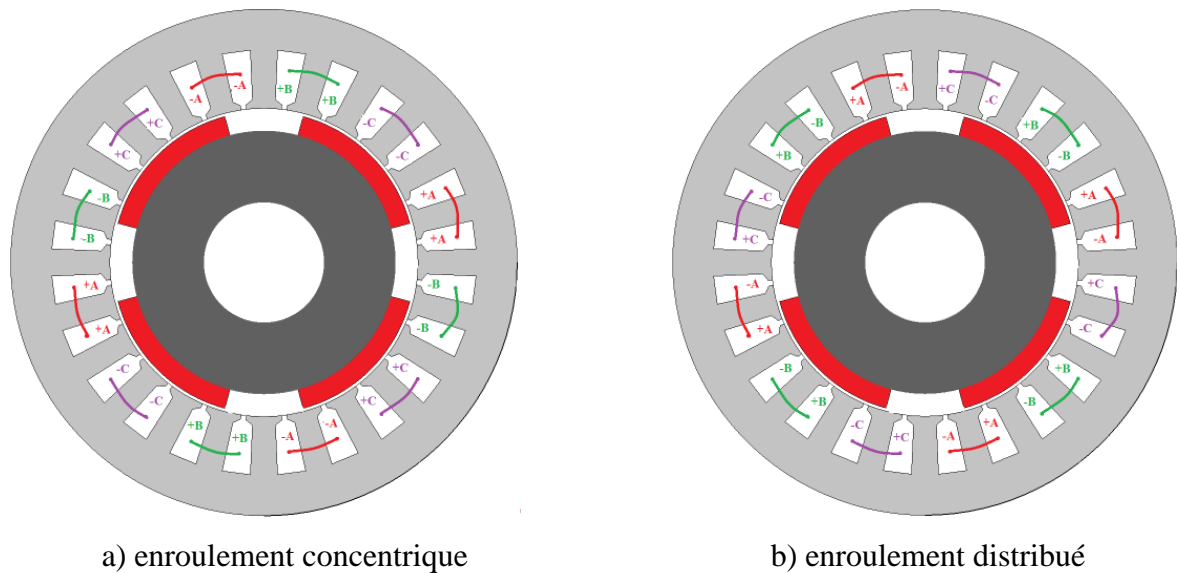 -A
-A
+B
+B
-C
-C
+A
+A
-B
-B
+C
+C
-A
-A
+B
+B
-C
-C
+A
+A
-B
-B
+C
+C
a) enroulement concentrique
+A
-A
+C
-C
+B
-B
+A
-A
+C
-C
+B
-B
+A
-A
+C
-C
+B
-B
+A
-A
+C
-C
+B
-B
b) enroulement distribué